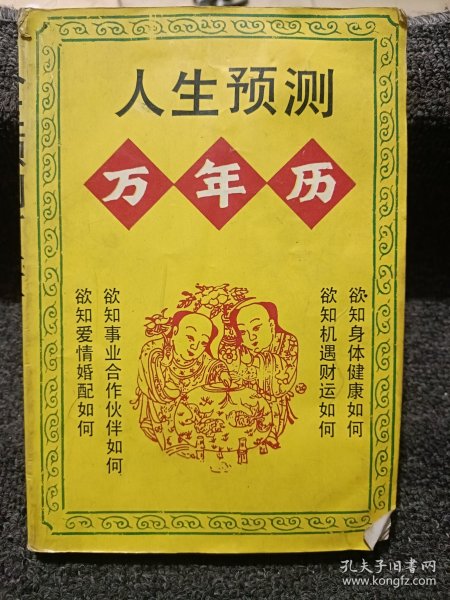 人生预测
万年历
欲知身体健康如何
欲知机遇财运如何
欲知事业合作伙伴如何
欲知爱情婚配如何
孔夫子旧书网
www.kongfz.com